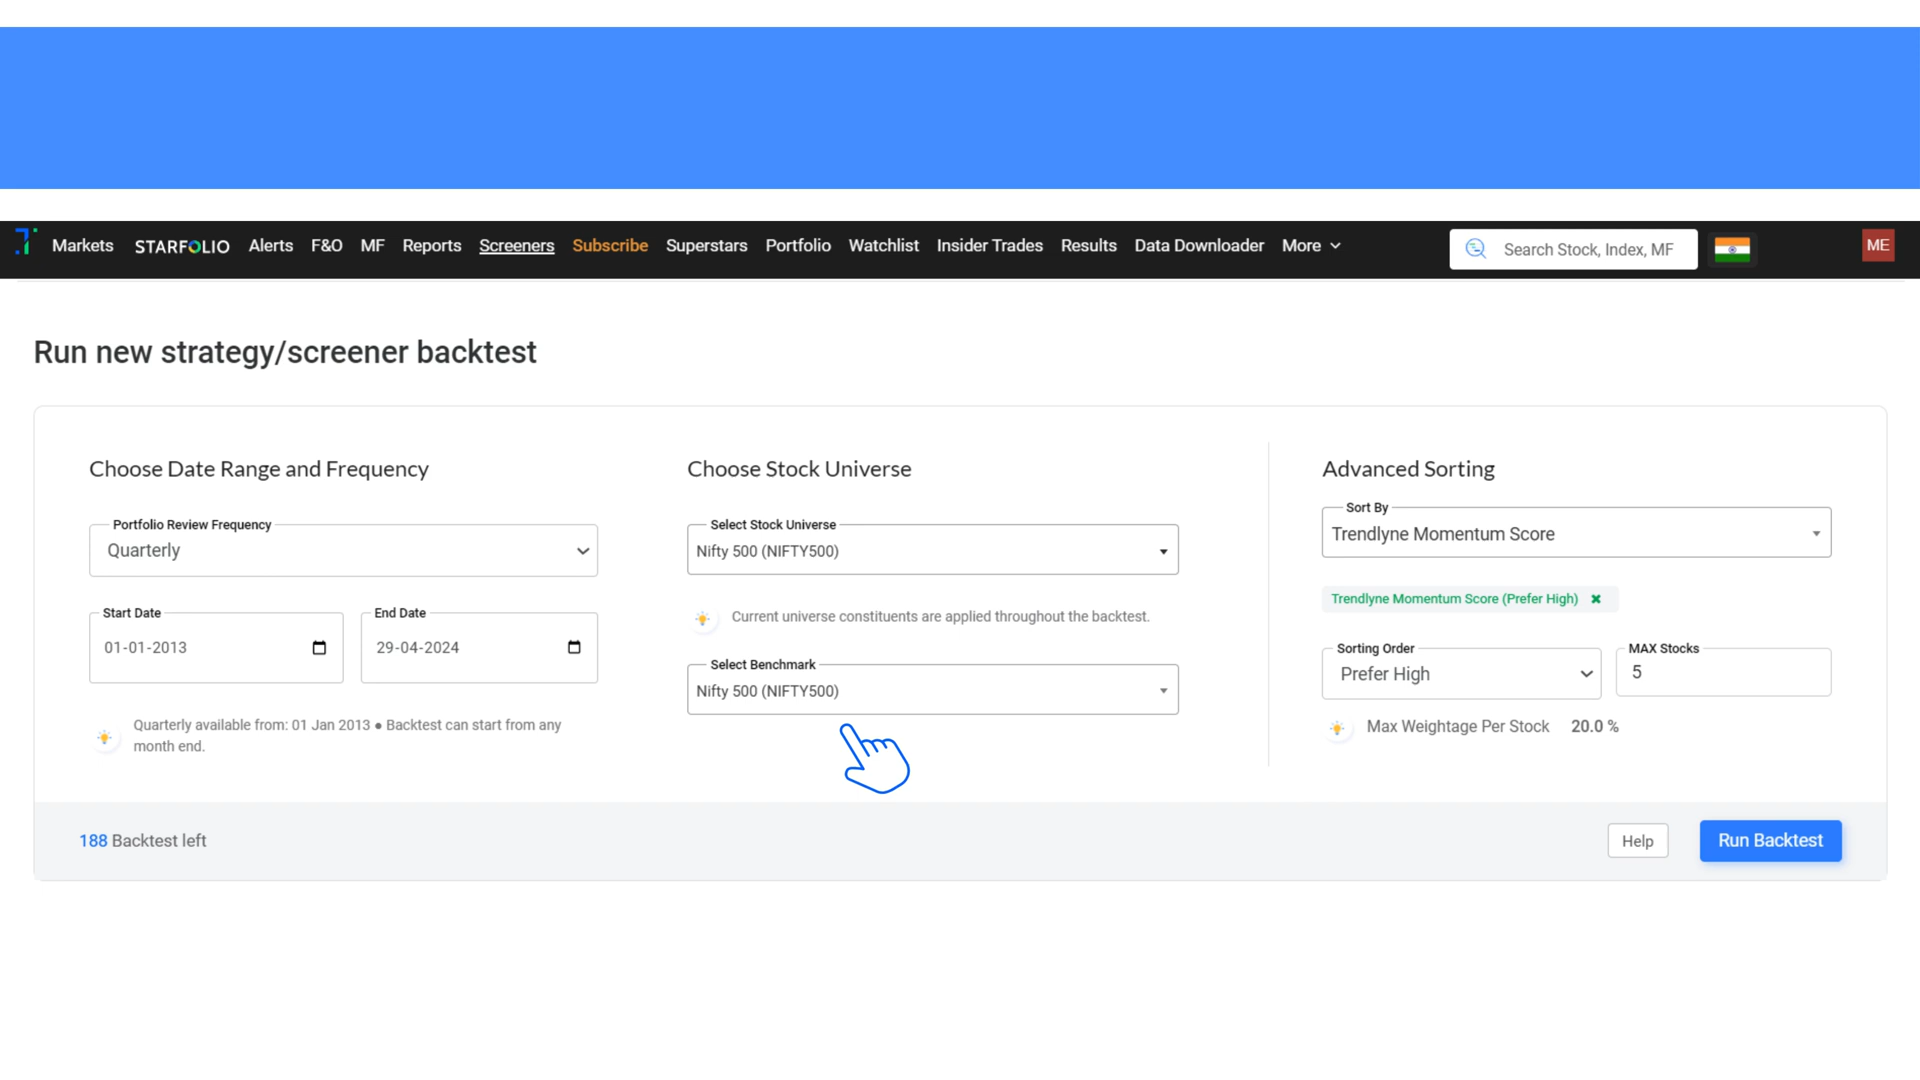 Markets STARFOLIO Alerts F&O MF Reports Screeners Subscribe Superstars Portfolio Watchlist Insider Trades Results Data Downloader More Search Stock, Index, MF ME
Run new strategy/screener backtest
Choose Date Range and Frequency
Portfolio Review Frequency
Quarterly
Start Date
01-01-2013
End Date
29-04-2024
Quarterly available from: 01 Jan 2013 ● Backtest can start from any
month end.
Choose Stock Universe
Select Stock Universe
Nifty 500 (NIFTY500)
Current universe constituents are applied throughout the backtest.
Select Benchmark
Nifty 500 (NIFTY500)
Advanced Sorting
Sort By
Trendlyne Momentum Score
Trendlyne Momentum Score (Prefer High) ✖
Sorting Order
Prefer High
MAX Stocks
5
Max Weightage Per Stock 20.0 %
188 Backtest left
Help
Run Backtest